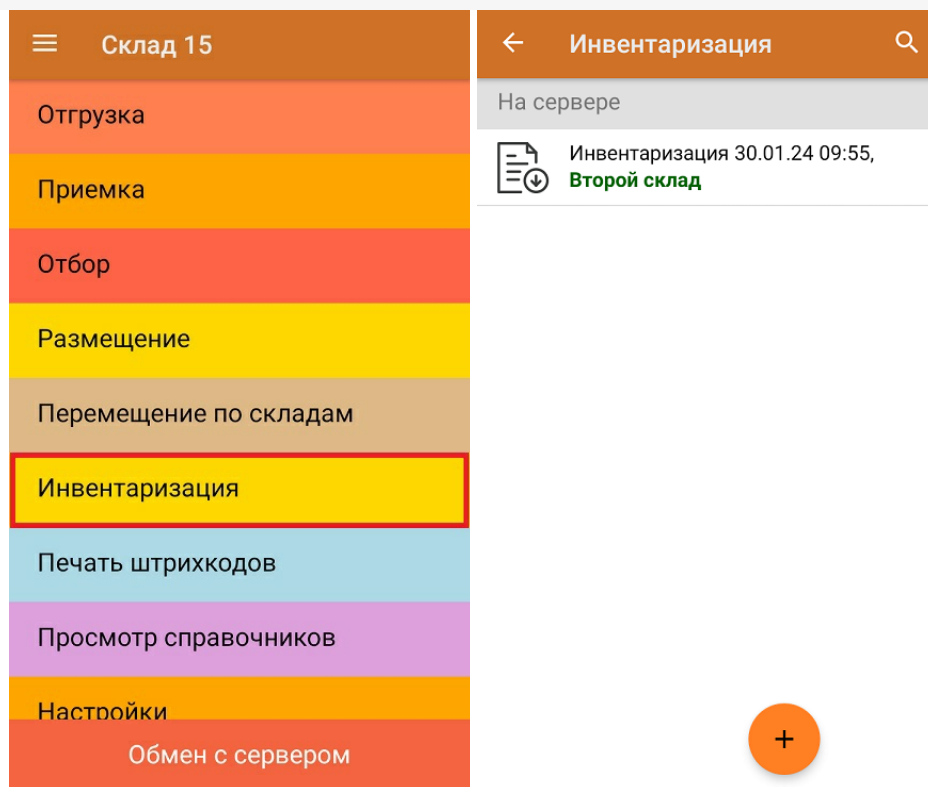 Склад 15
Отгрузка
Приемка
Отбор
Размещение
Перемещение по складам
Инвентаризация
Печать штрихкодов
Просмотр справочников
Настройки
Обмен с сервером
Инвентаризация
На сервере
Инвентаризация 30.01.24 09:55,
Второй склад
+